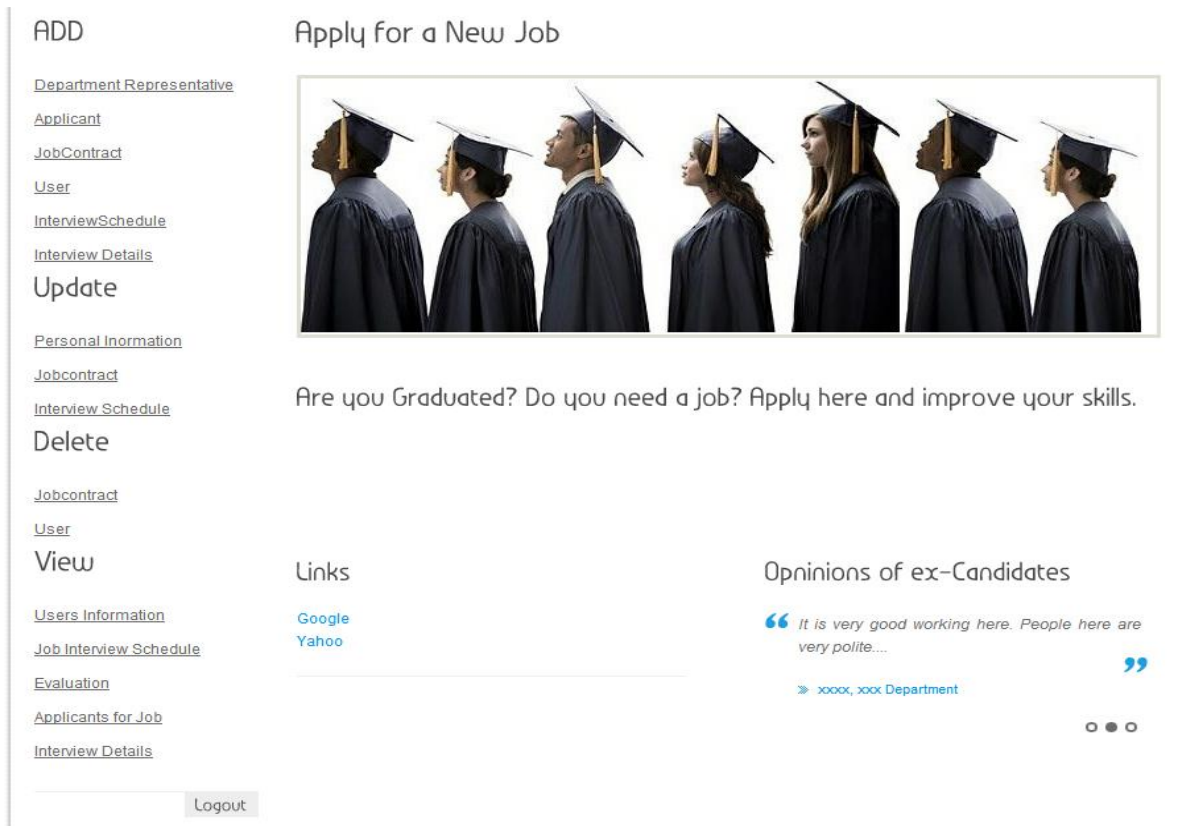 ADD
Department Representative
Applicant
JobContract
User
InterviewSchedule
Interview Details
Update
Personal Inormation
Jobcontract
Interview Schedule
Delete
Jobcontract
User
View
Users Information
Job Interview Schedule
Evaluation
Applicants for Job
Interview Details
Logout
Apply for a New Job
Are you Graduated? Do you need a job? Apply here and improve your skills.
Links
Google
Yahoo
Opninions of ex-Candidates
“ It is very good working here. People here are
very polite.... ”
» xxxx, xxx Department